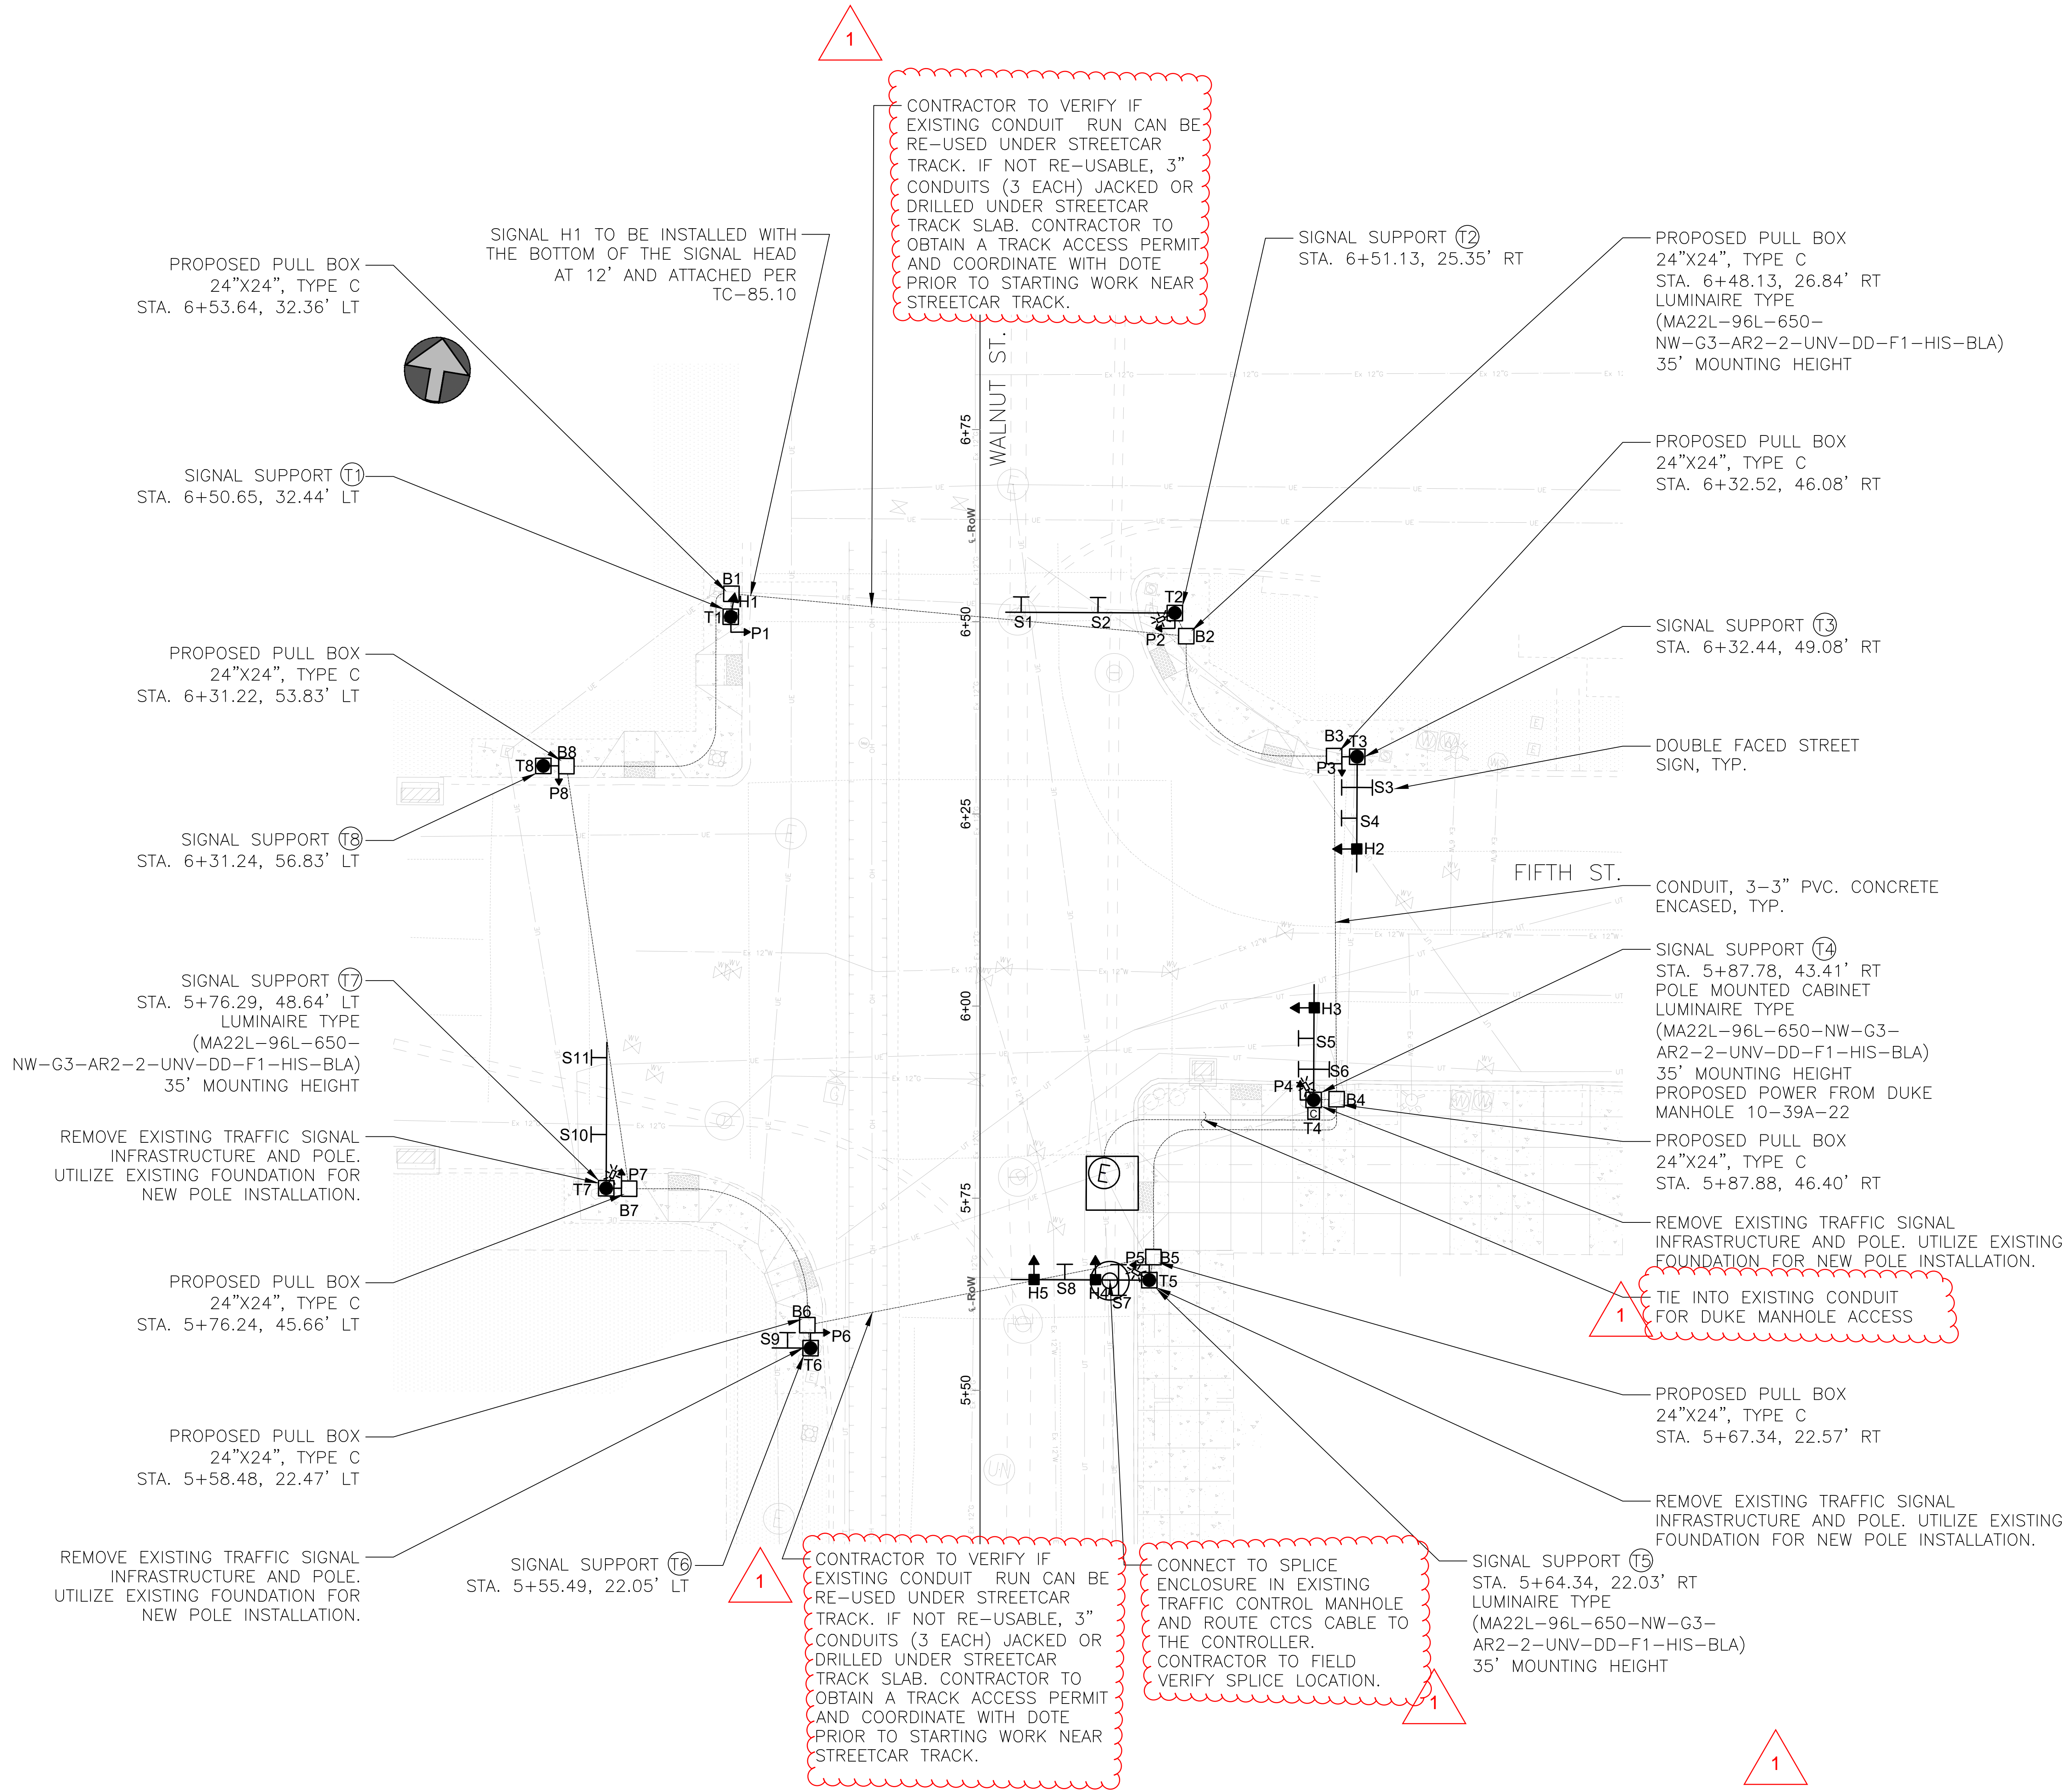 1
CONTRACTOR TO VERIFY IF
EXISTING CONDUIT RUN CAN BE
RE-USED UNDER STREETCAR
TRACK. IF NOT RE-USABLE, 3"
CONDUITS (3 EACH) JACKED OR
DRILLED UNDER STREETCAR
TRACK SLAB. CONTRACTOR TO
OBTAIN A TRACK ACCESS PERMIT
AND COORDINATE WITH DOTE
PRIOR TO STARTING WORK NEAR
STREETCAR TRACK.
SIGNAL H1 TO BE INSTALLED WITH
THE BOTTOM OF THE SIGNAL HEAD
AT 12' AND ATTACHED PER
TC-85.10
PROPOSED PULL BOX
24"X24", TYPE C
STA. 6+53.64, 32.36' LT
SIGNAL SUPPORT T1
STA. 6+50.65, 32.44' LT
PROPOSED PULL BOX
24"X24", TYPE C
STA. 6+31.22, 53.83' LT
SIGNAL SUPPORT T8
STA. 6+31.24, 56.83' LT
SIGNAL SUPPORT T7
STA. 5+76.29, 48.64' LT
LUMINAIRE TYPE
(MA22L-96L-650-
NW-G3-AR2-2-UNV-DD-F1-HIS-BLA)
35' MOUNTING HEIGHT
REMOVE EXISTING TRAFFIC SIGNAL
INFRASTRUCTURE AND POLE.
UTILIZE EXISTING FOUNDATION FOR
NEW POLE INSTALLATION.
PROPOSED PULL BOX
24"X24", TYPE C
STA. 5+76.24, 45.66' LT
PROPOSED PULL BOX
24"X24", TYPE C
STA. 5+58.48, 22.47' LT
REMOVE EXISTING TRAFFIC SIGNAL
INFRASTRUCTURE AND POLE.
UTILIZE EXISTING FOUNDATION FOR
NEW POLE INSTALLATION.
SIGNAL SUPPORT T6
STA. 5+55.49, 22.05' LT
SIGNAL SUPPORT T2
STA. 6+51.13, 25.35' RT
PROPOSED PULL BOX
24"X24", TYPE C
STA. 6+48.13, 26.84' RT
LUMINAIRE TYPE
(MA22L-96L-650-
NW-G3-AR2-2-UNV-DD-F1-HIS-BLA)
35' MOUNTING HEIGHT
PROPOSED PULL BOX
24"X24", TYPE C
STA. 6+32.52, 46.08' RT
SIGNAL SUPPORT T3
STA. 6+32.44, 49.08' RT
DOUBLE FACED STREET
SIGN, TYP.
FIFTH ST.
CONDUIT, 3-3" PVC. CONCRETE
ENCASED, TYP.
SIGNAL SUPPORT T4
STA. 5+87.78, 43.41' RT
POLE MOUNTED CABINET
LUMINAIRE TYPE
(MA22L-96L-650-NW-G3-
AR2-2-UNV-DD-F1-HIS-BLA)
35' MOUNTING HEIGHT
PROPOSED POWER FROM DUKE
MANHOLE 10-39A-22
PROPOSED PULL BOX
24"X24", TYPE C
STA. 5+87.88, 46.40' RT
REMOVE EXISTING TRAFFIC SIGNAL
INFRASTRUCTURE AND POLE. UTILIZE EXISTING
FOUNDATION FOR NEW POLE INSTALLATION.
TIE INTO EXISTING CONDUIT
FOR DUKE MANHOLE ACCESS
1
PROPOSED PULL BOX
24"X24", TYPE C
STA. 5+67.34, 22.57' RT
REMOVE EXISTING TRAFFIC SIGNAL
INFRASTRUCTURE AND POLE. UTILIZE EXISTING
FOUNDATION FOR NEW POLE INSTALLATION.
SIGNAL SUPPORT T5
STA. 5+64.34, 22.03' RT
LUMINAIRE TYPE
(MA22L-96L-650-NW-G3-
AR2-2-UNV-DD-F1-HIS-BLA)
35' MOUNTING HEIGHT
CONTRACTOR TO VERIFY IF
EXISTING CONDUIT RUN CAN BE
RE-USED UNDER STREETCAR
TRACK. IF NOT RE-USABLE, 3"
CONDUITS (3 EACH) JACKED OR
DRILLED UNDER STREETCAR
TRACK SLAB. CONTRACTOR TO
OBTAIN A TRACK ACCESS PERMIT
AND COORDINATE WITH DOTE
PRIOR TO STARTING WORK NEAR
STREETCAR TRACK.
1
CONNECT TO SPLICE
ENCLOSURE IN EXISTING
TRAFFIC CONTROL MANHOLE
AND ROUTE CTCS CABLE TO
THE CONTROLLER.
CONTRACTOR TO FIELD
VERIFY SPLICE LOCATION.
1
1
WALNUT ST.
6+75
℄-RoW
6+50
6+25
6+00
5+75
℄-RoW
5+50
B1
H1
T1
P1
S1
S2
T2
P2
B2
B3
T3
P3
S3
S4
H2
B8
T8
P8
H3
S5
S6
P4
B4
C
T4
E
S11
S10
P7
T7
B7
P5
B5
H5
S8
H4
S7
T5
B6
S9
P6
T6